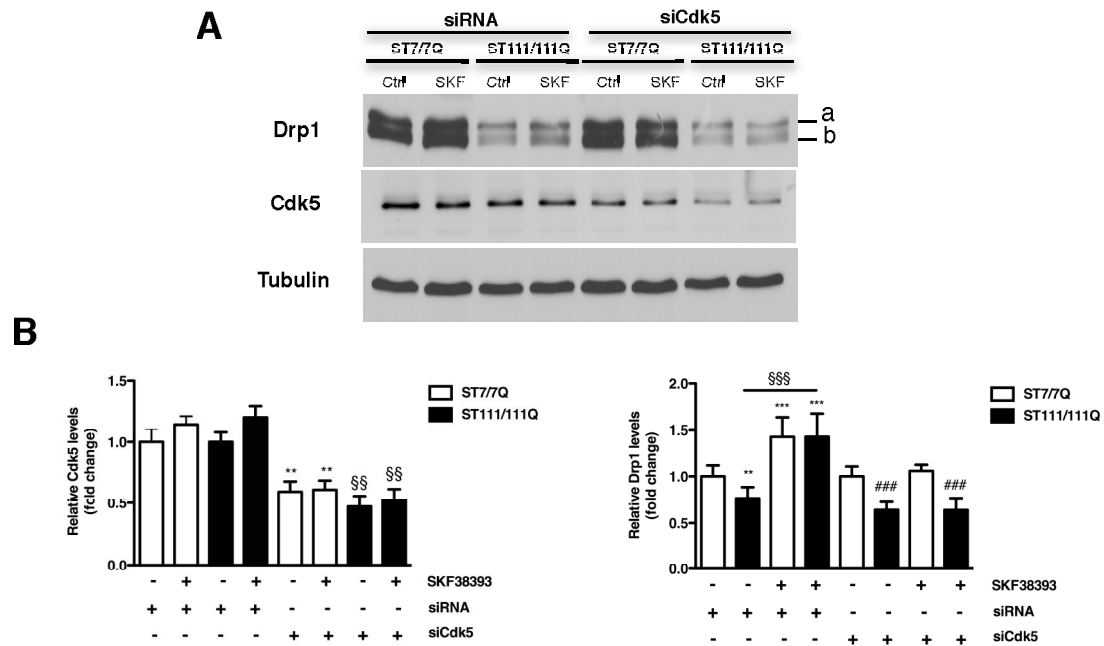 A
siRNA siCdk5
ST7/7Q ST111/111Q ST7/7Q ST111/111Q
Ctrl SKF Ctrl SKF Ctrl SKF Ctrl SKF
Drp1
a
b
Cdk5
Tubulin
B
Relative Cdk5 levels
(fold change)
1.5
1.0
0.5
0.0
** ** §§ §§
ST7/7Q
ST111/111Q
- + - + - + - + SKF38393
+ + + + - - - - siRNA
- - - - + + + + siCdk5
Relative Drp1 levels
(fold change)
2.0
1.5
1.0
0.5
0.0
§§§
** *** *** ### ###
ST7/7Q
ST111/111Q
- - + + - - + + SKF38393
+ + + + - - - - siRNA
- - - - + + + + siCdk5